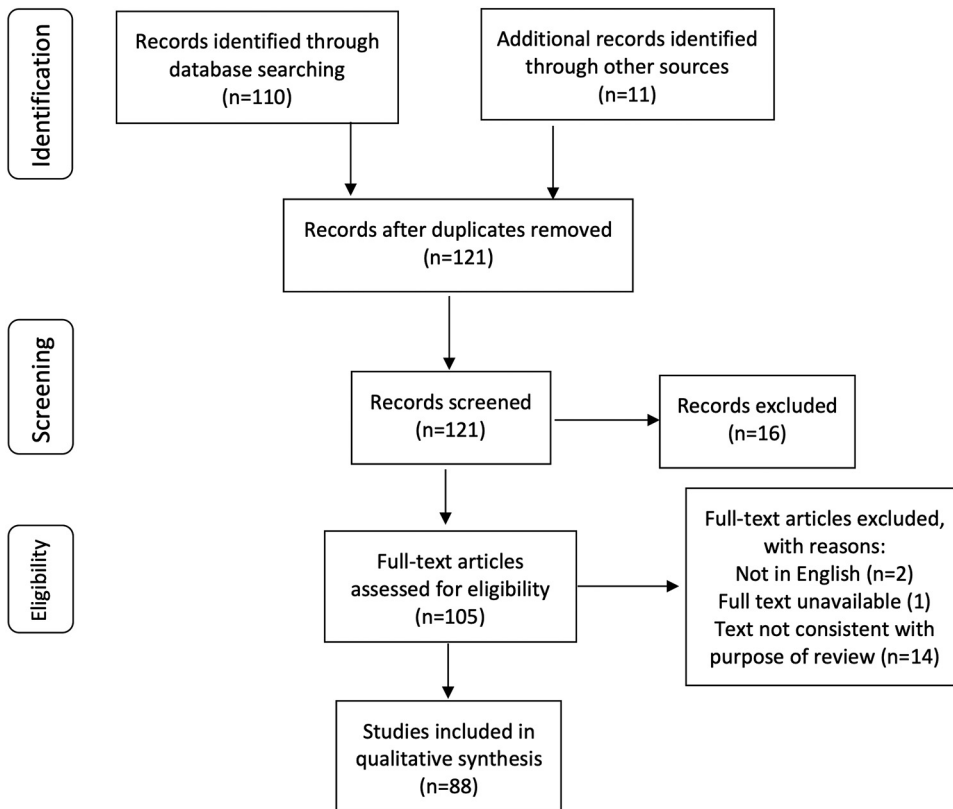 Identification
Records identified through
database searching
(n=110)
Additional records identified
through other sources
(n=11)
Records after duplicates removed
(n=121)
Screening
Records screened
(n=121)
Records excluded
(n=16)
Eligibility
Full-text articles
assessed for eligibility
(n=105)
Full-text articles excluded,
with reasons:
Not in English (n=2)
Full text unavailable (1)
Text not consistent with
purpose of review (n=14)
Studies included in
qualitative synthesis
(n=88)